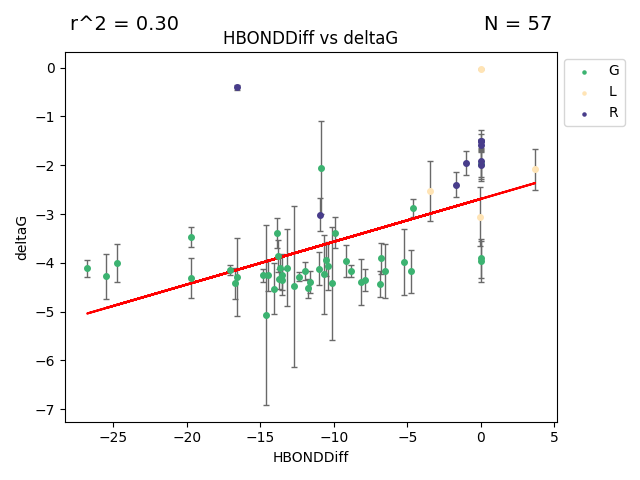 r^2 = 0.30
N = 57
HBONDDiff vs deltaG
G
L
R
deltaG
0
−1
−2
−3
−4
−5
−6
−7
−25
−20
−15
−10
−5
0
5
HBONDDiff